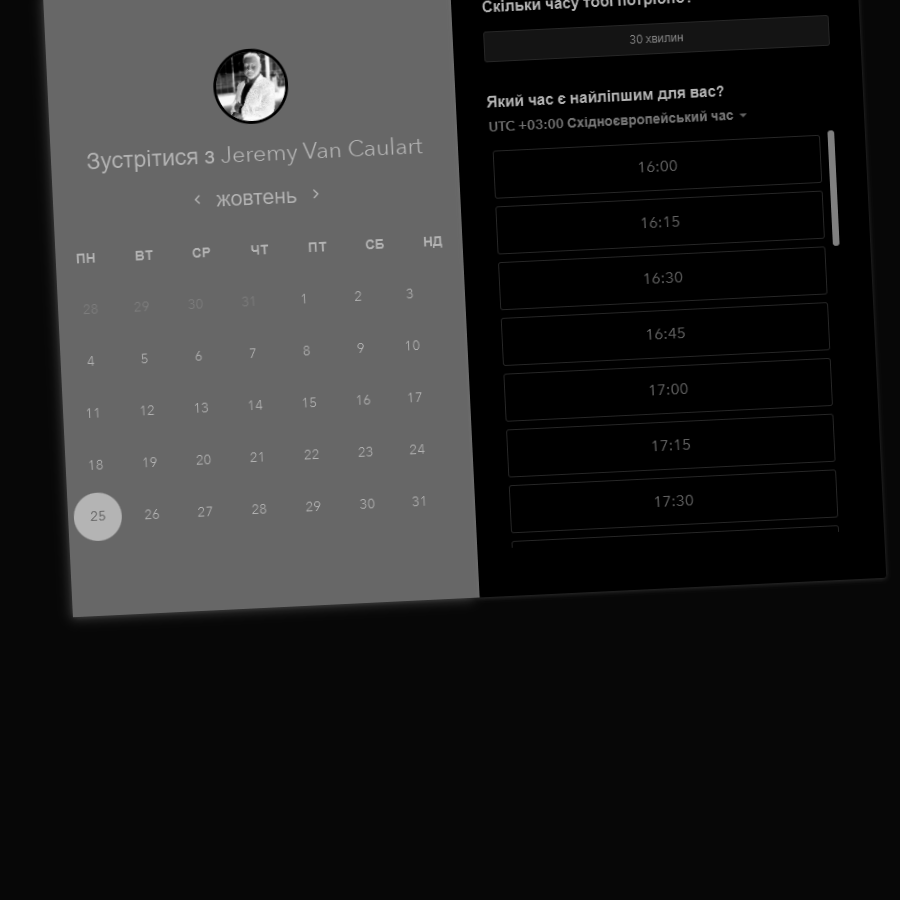 Зустрітися з Jeremy Van Caulart
жовтень
ПН ВТ СР ЧТ ПТ СБ НД
28 29 30 31 1 2 3
4 5 6 7 8 9 10
11 12 13 14 15 16 17
18 19 20 21 22 23 24
25 26 27 28 29 30 31
Скільки часу тобі потрібно?
30 хвилин
Який час є найліпшим для вас?
UTC +03:00 Східноєвропейський час
16:00
16:15
16:30
16:45
17:00
17:15
17:30